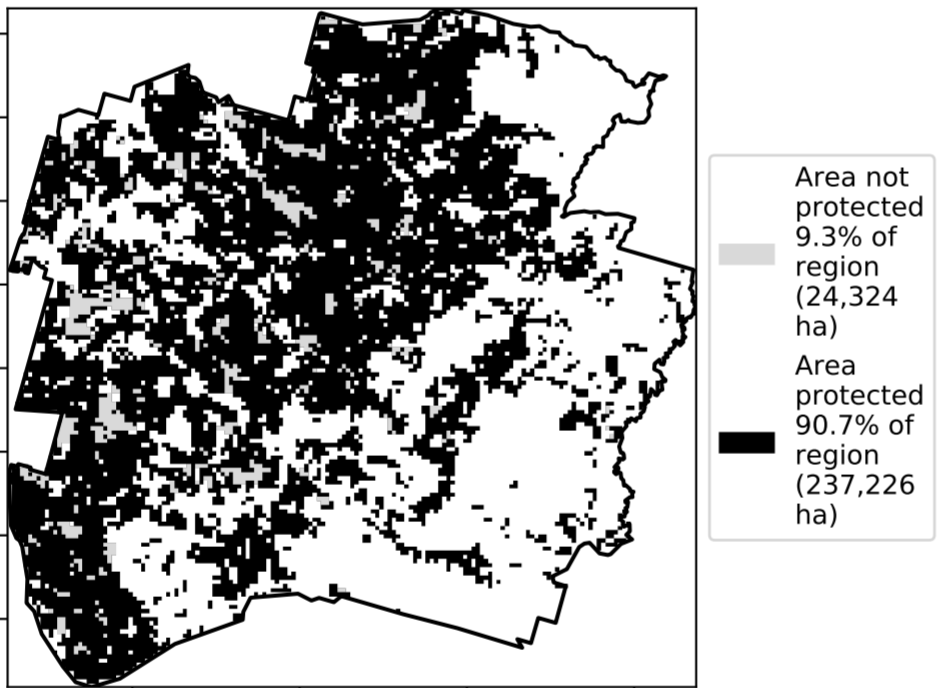 Area not
protected
9.3% of
region
(24,324
ha)
Area
protected
90.7% of
region
(237,226
ha)